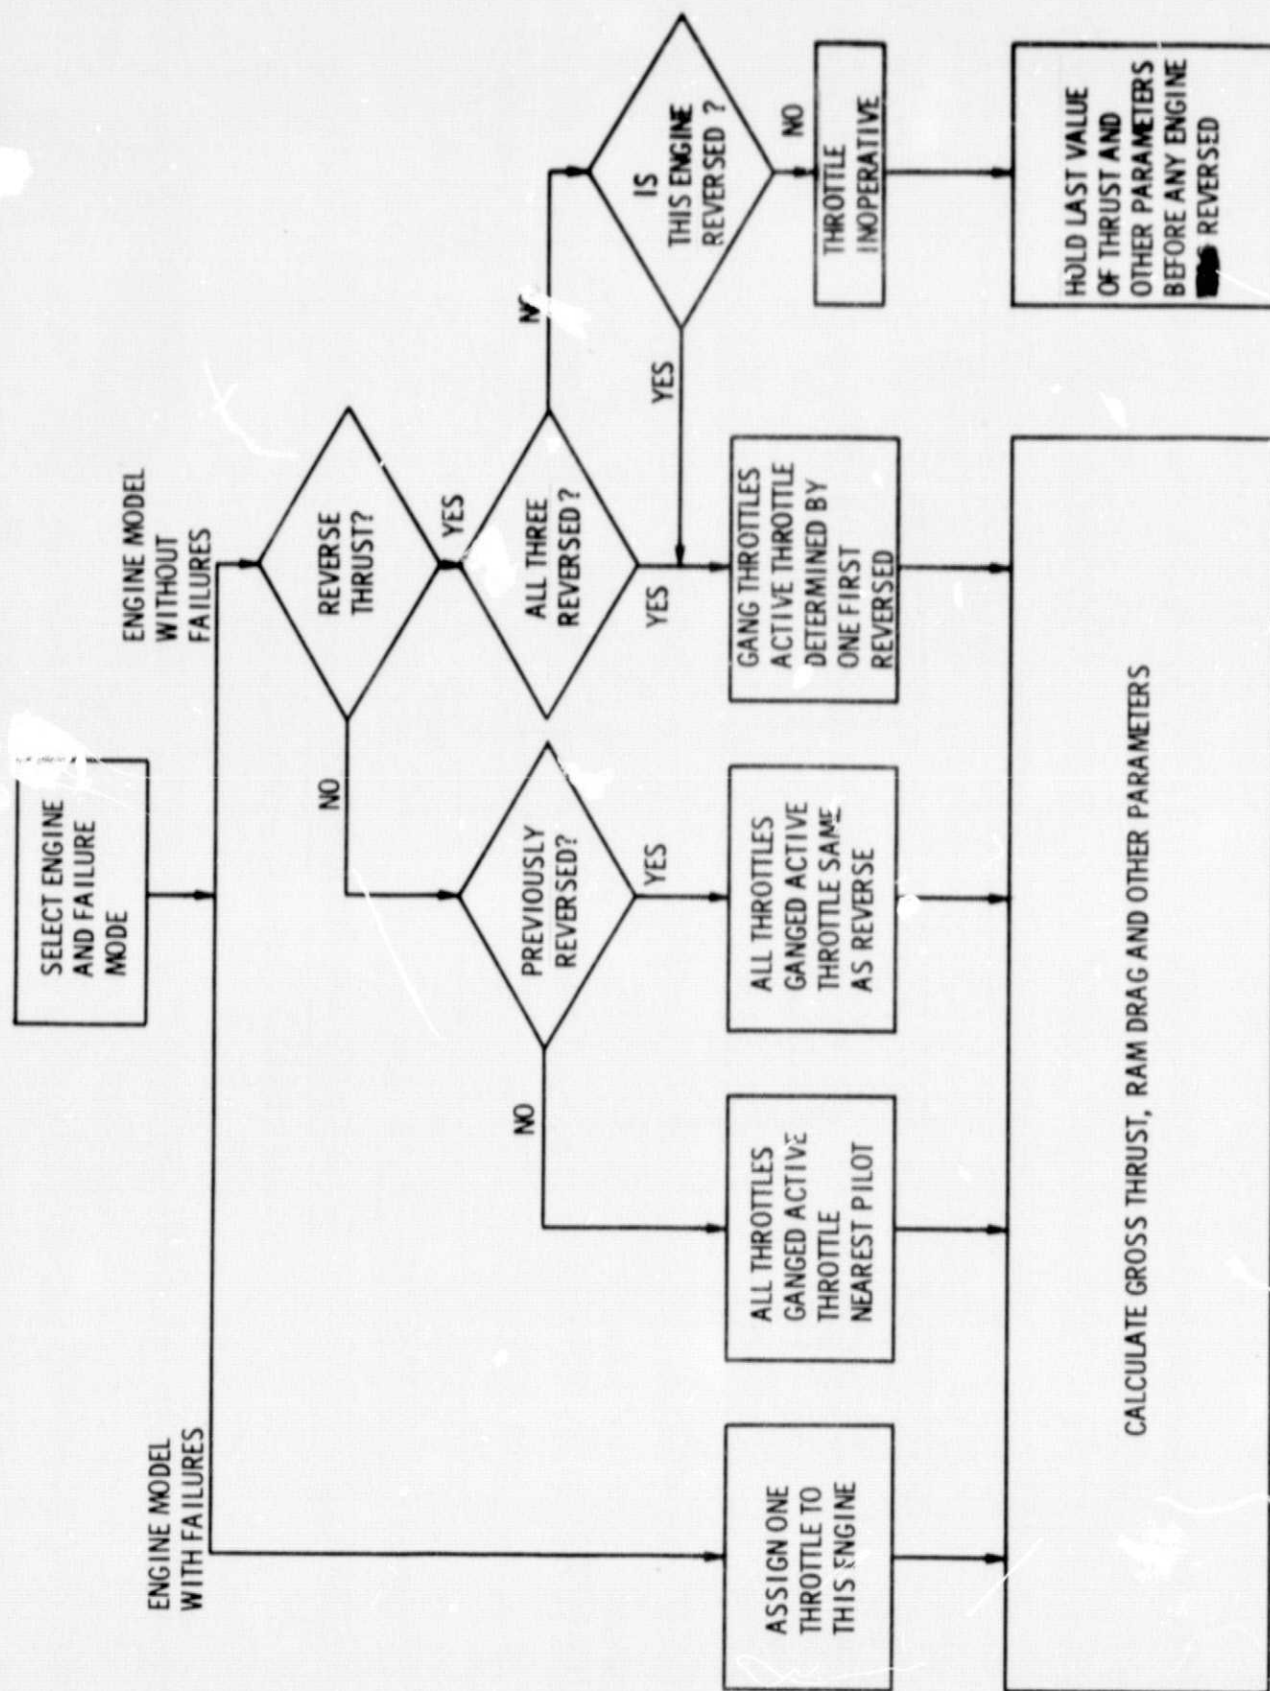 SELECT ENGINE
AND FAILURE
MODE
ENGINE MODEL
WITH FAILURES
ENGINE MODEL
WITHOUT
FAILURES
REVERSE
THRUST?
NO
YES
PREVIOUSLY
REVERSED?
ALL THREE
REVERSED?
NO
IS
THIS ENGINE
REVERSED ?
NO
YES
YES
YES
NO
ASSIGN ONE
THROTTLE TO
THIS ENGINE
ALL THROTTLES
GANGED ACTIVE
THROTTLE
NEAREST PILOT
ALL THROTTLES
GANGED ACTIVE
THROTTLE SAME
AS REVERSE
GANG THROTTLES
ACTIVE THROTTLE
DETERMINED BY
ONE FIRST
REVERSED
THROTTLE
INOPERATIVE
CALCULATE GROSS THRUST, RAM DRAG AND OTHER PARAMETERS
HOLD LAST VALUE
OF THRUST AND
OTHER PARAMETERS
BEFORE ANY ENGINE
REVERSED